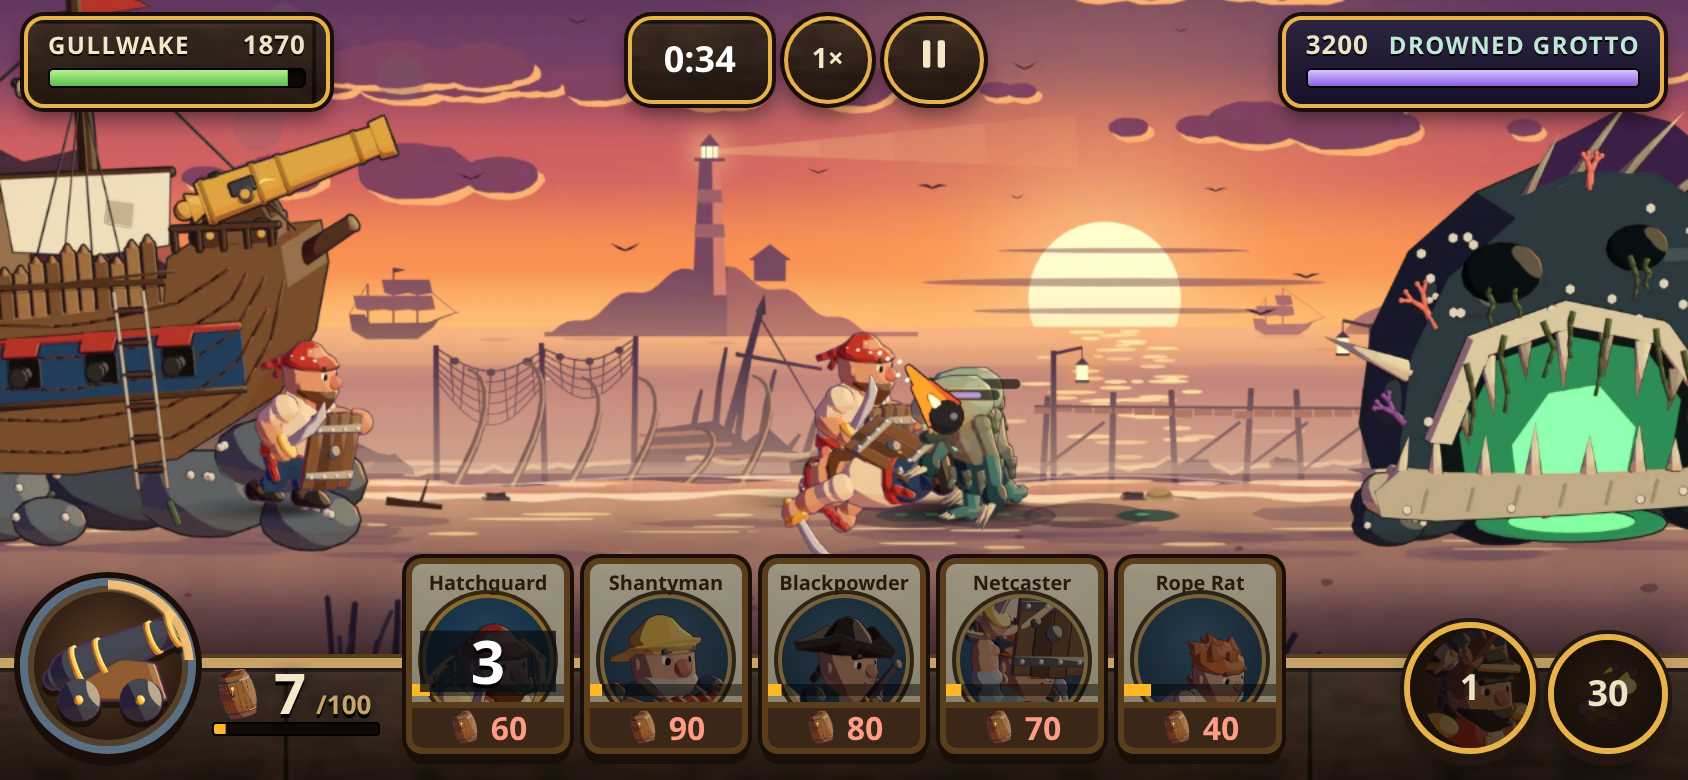 GULLWAKE 1870
0:34
1×
3200 DROWNED GROTTO
Hatchguard
3
60
Shantyman
90
Blackpowder
80
Netcaster
70
Rope Rat
40
7 /100
1
30